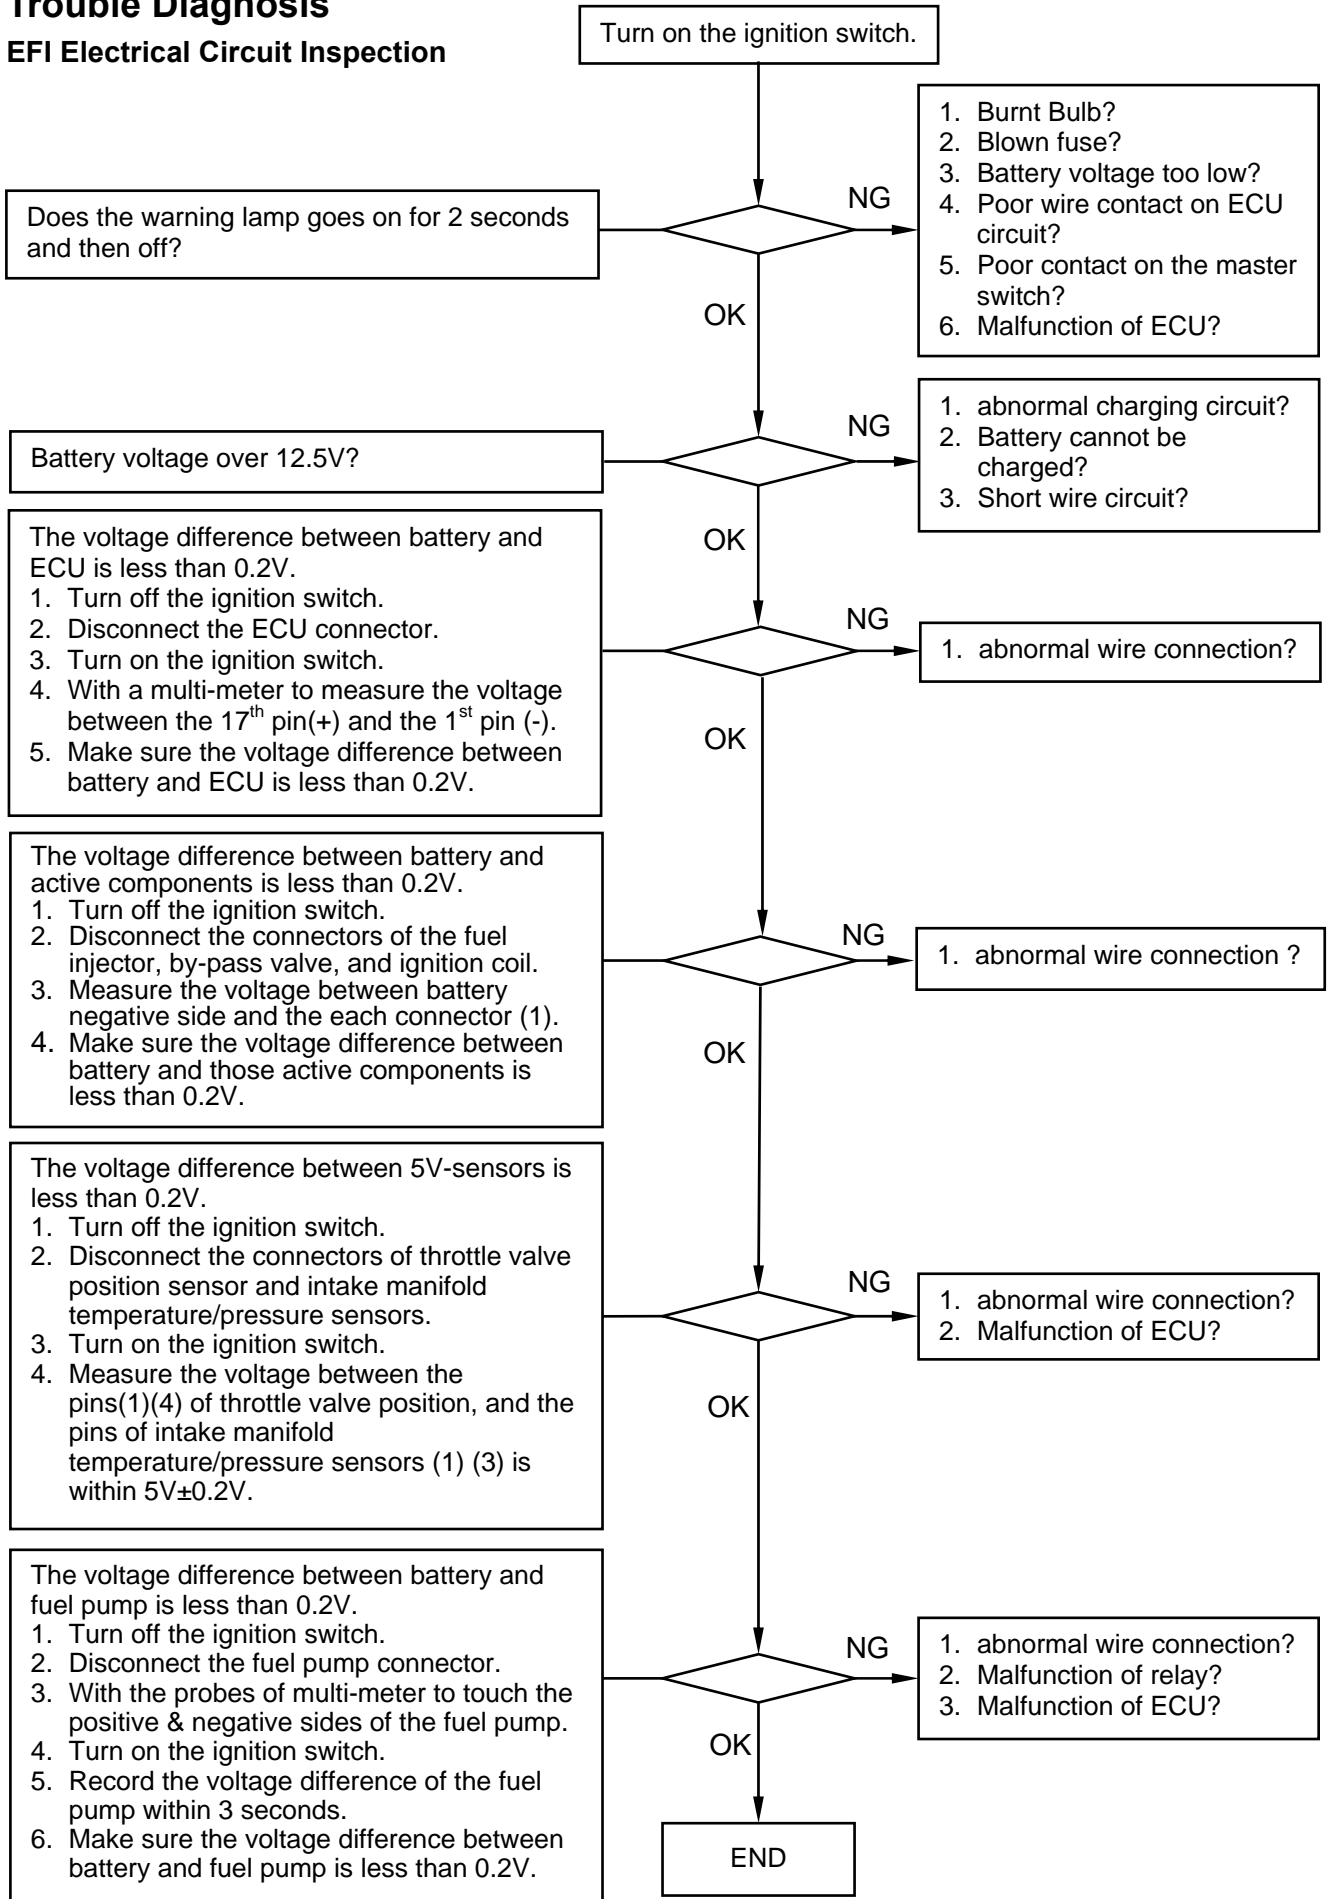 Trouble Diagnosis
EFI Electrical Circuit Inspection
Turn on the ignition switch.
Does the warning lamp goes on for 2 seconds
and then off?
NG
1. Burnt Bulb?
2. Blown fuse?
3. Battery voltage too low?
4. Poor wire contact on ECU
circuit?
5. Poor contact on the master
switch?
6. Malfunction of ECU?
OK
Battery voltage over 12.5V?
NG
1. abnormal charging circuit?
2. Battery cannot be
charged?
3. Short wire circuit?
OK
The voltage difference between battery and
ECU is less than 0.2V.
1. Turn off the ignition switch.
2. Disconnect the ECU connector.
3. Turn on the ignition switch.
4. With a multi-meter to measure the voltage
between the 17th pin(+) and the 1st pin (-).
5. Make sure the voltage difference between
battery and ECU is less than 0.2V.
NG
1. abnormal wire connection?
OK
The voltage difference between battery and
active components is less than 0.2V.
1. Turn off the ignition switch.
2. Disconnect the connectors of the fuel
injector, by-pass valve, and ignition coil.
3. Measure the voltage between battery
negative side and the each connector (1).
4. Make sure the voltage difference between
battery and those active components is
less than 0.2V.
NG
1. abnormal wire connection ?
OK
The voltage difference between 5V-sensors is
less than 0.2V.
1. Turn off the ignition switch.
2. Disconnect the connectors of throttle valve
position sensor and intake manifold
temperature/pressure sensors.
3. Turn on the ignition switch.
4. Measure the voltage between the
pins(1)(4) of throttle valve position, and the
pins of intake manifold
temperature/pressure sensors (1) (3) is
within 5V±0.2V.
NG
1. abnormal wire connection?
2. Malfunction of ECU?
OK
The voltage difference between battery and
fuel pump is less than 0.2V.
1. Turn off the ignition switch.
2. Disconnect the fuel pump connector.
3. With the probes of multi-meter to touch the
positive & negative sides of the fuel pump.
4. Turn on the ignition switch.
5. Record the voltage difference of the fuel
pump within 3 seconds.
6. Make sure the voltage difference between
battery and fuel pump is less than 0.2V.
NG
1. abnormal wire connection?
2. Malfunction of relay?
3. Malfunction of ECU?
OK
END